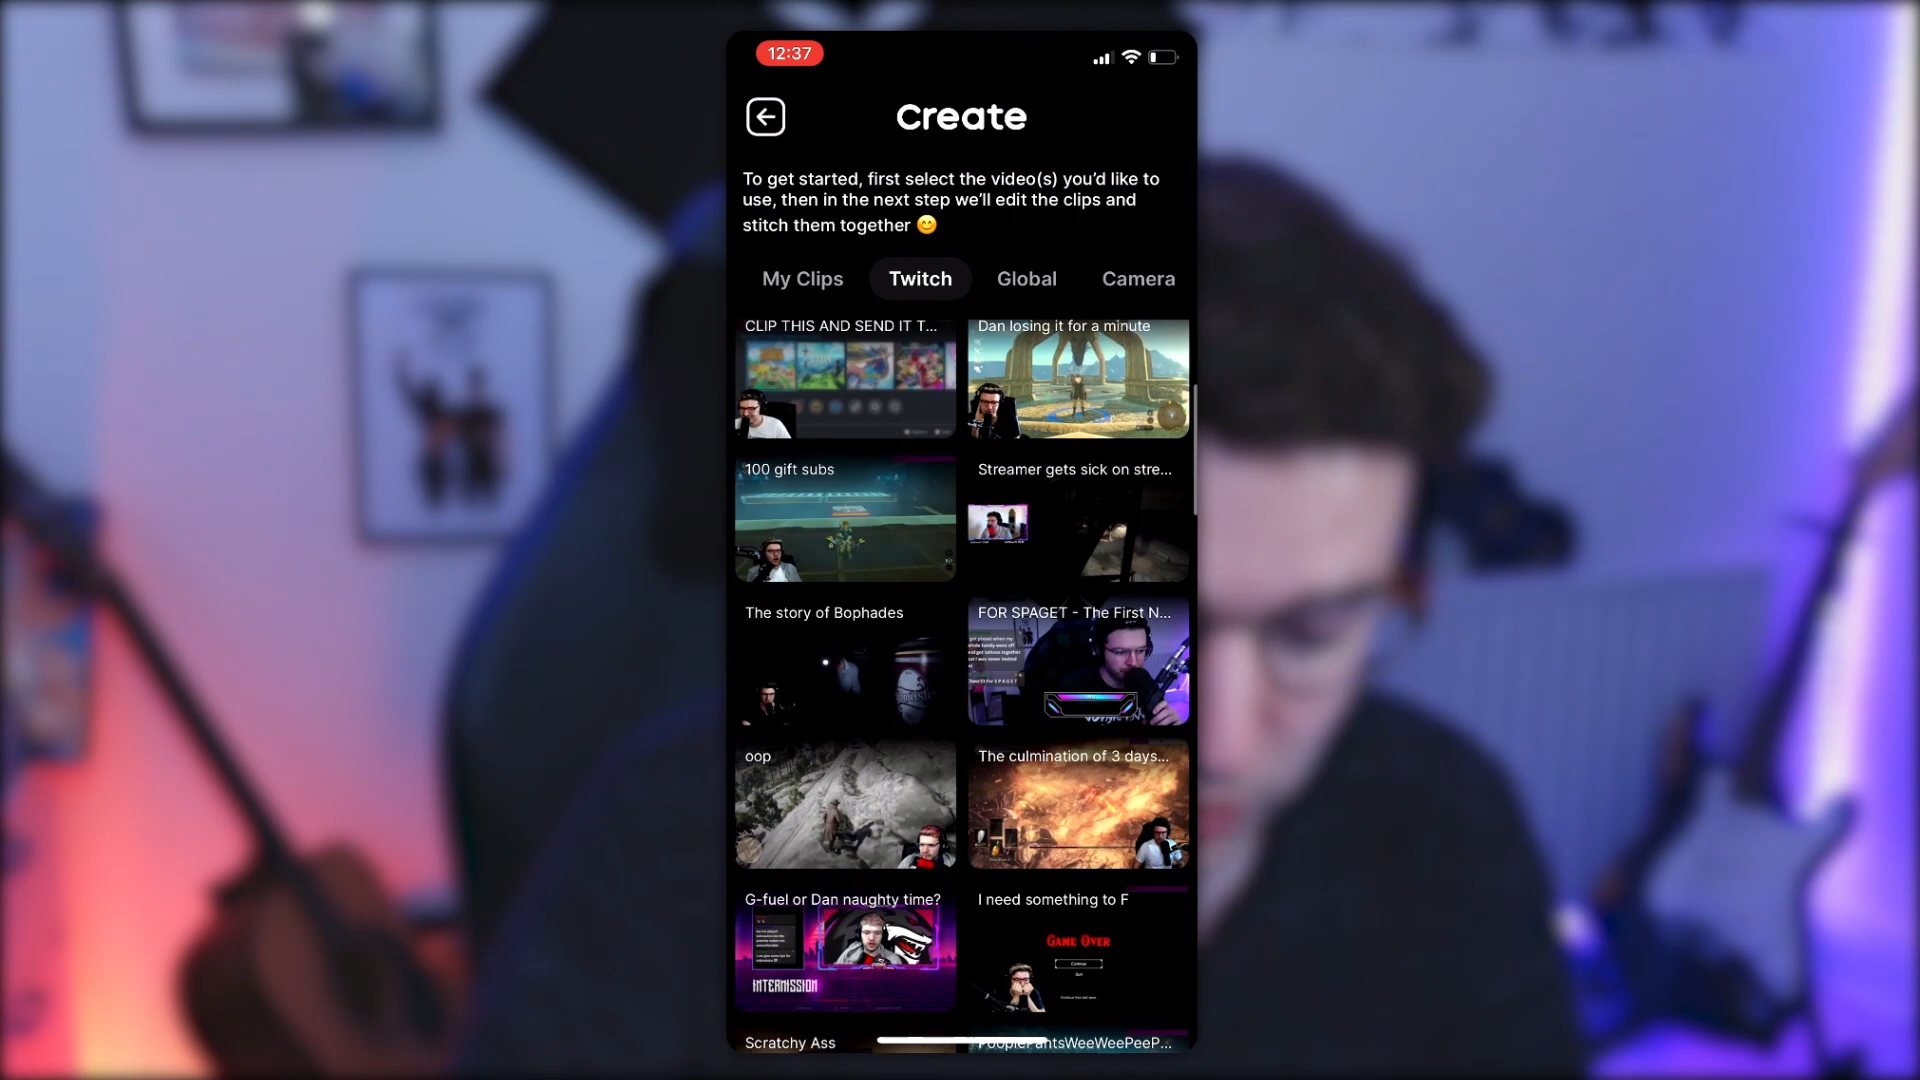 12:37
Create
To get started, first select the video(s) you'd like to
use, then in the next step we'll edit the clips and
stitch them together 😊
My Clips Twitch Global Camera
CLIP THIS AND SEND IT T... Dan losing it for a minute
100 gift subs Streamer gets sick on stre...
The story of Bophades FOR SPAGET - The First N...
oop The culmination of 3 days...
G-fuel or Dan naughty time? I need something to F
GAME OVER
Continue
Quit
INTERMISSION
Scratchy Ass PoopiePantsWeeWeePeeP...